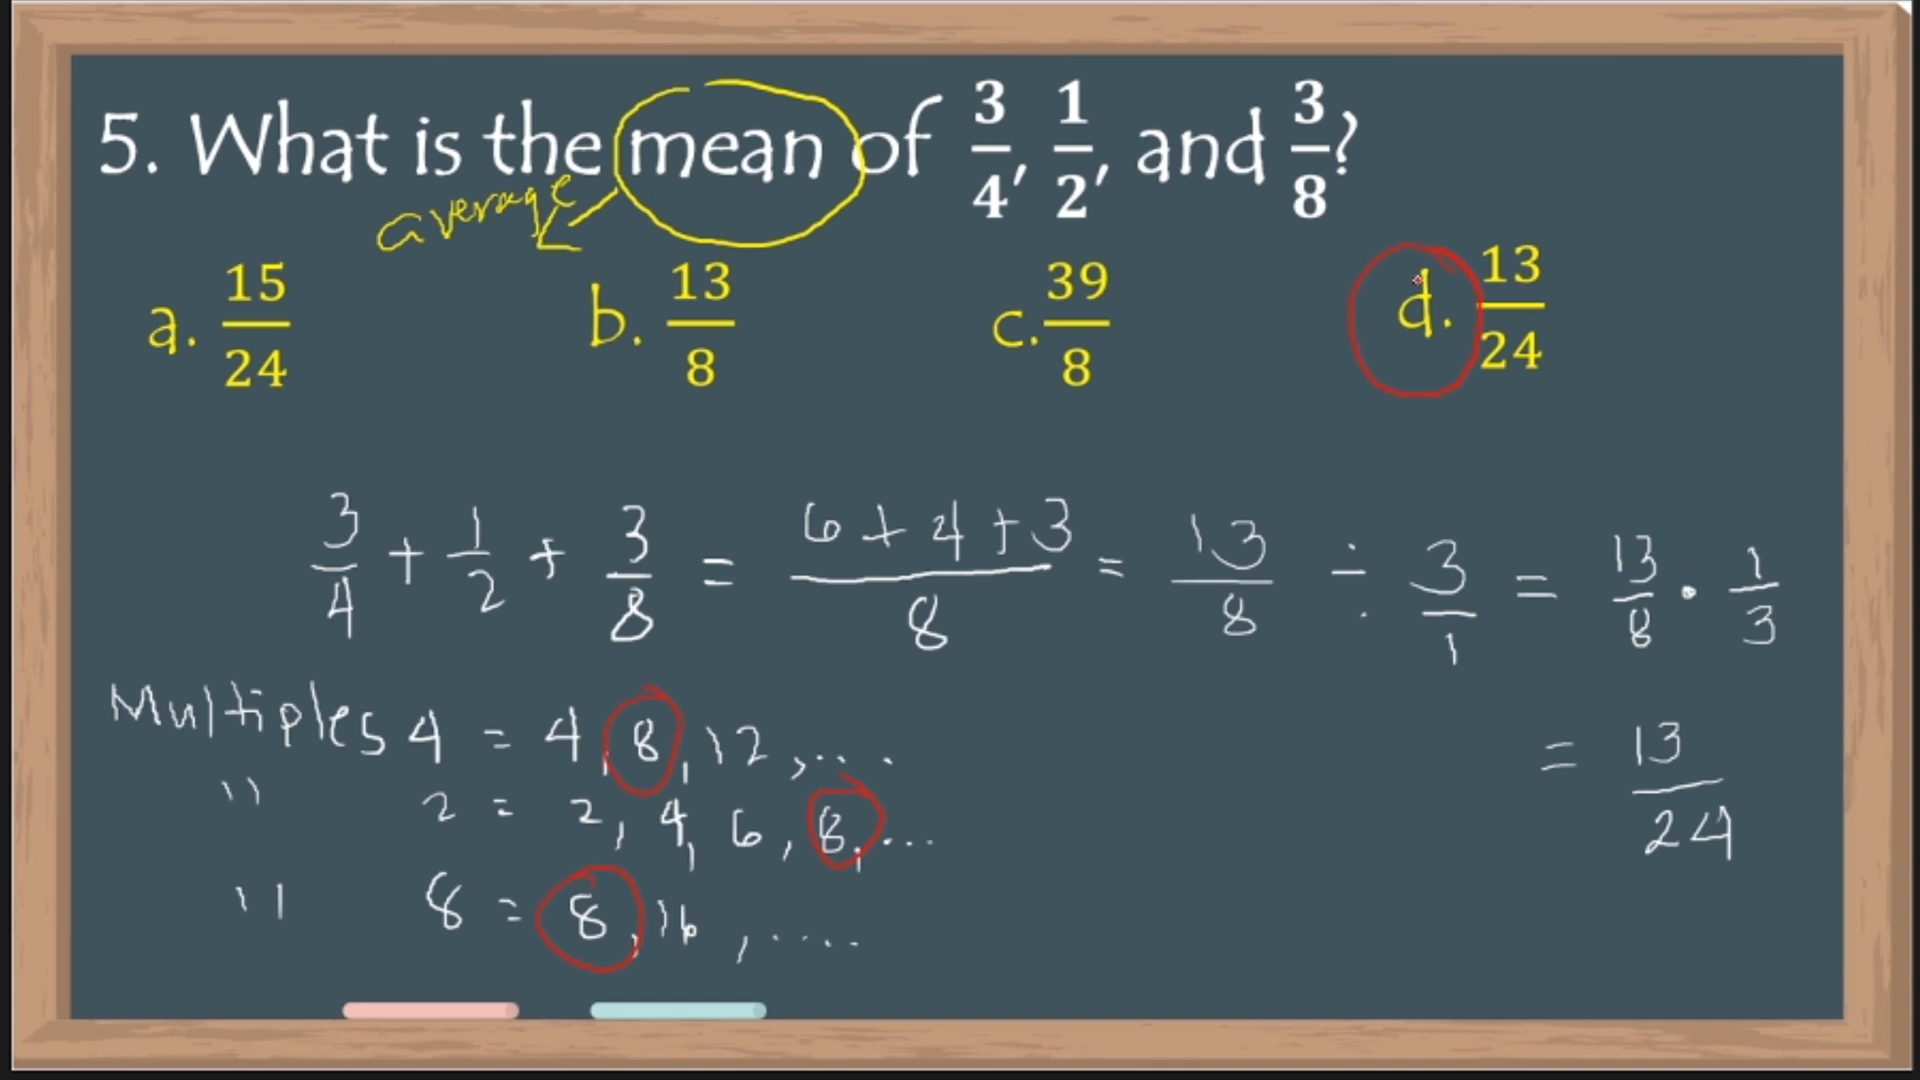 5. What is the mean of 3/4, 1/2, and 3/8?
average
a. 15/24 b. 13/8 c. 39/8 d. 13/24
3/4 + 1/2 + 3/8 = 6+4+3/8 = 13/8 ÷ 3/1 = 13/8 · 1/3
Multiples 4 = 4, 8, 12, ....
= 13/24
" 2 = 2, 4, 6, 8, ...
" 8 = 8, 16, ....